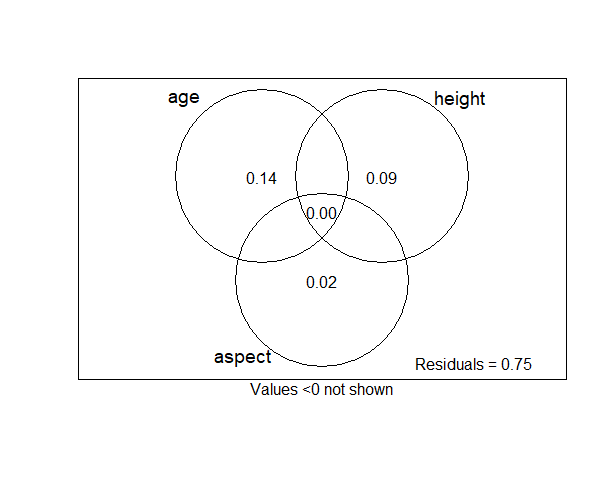 age
height
0.14
0.09
0.00
0.02
aspect
Residuals = 0.75
Values <0 not shown